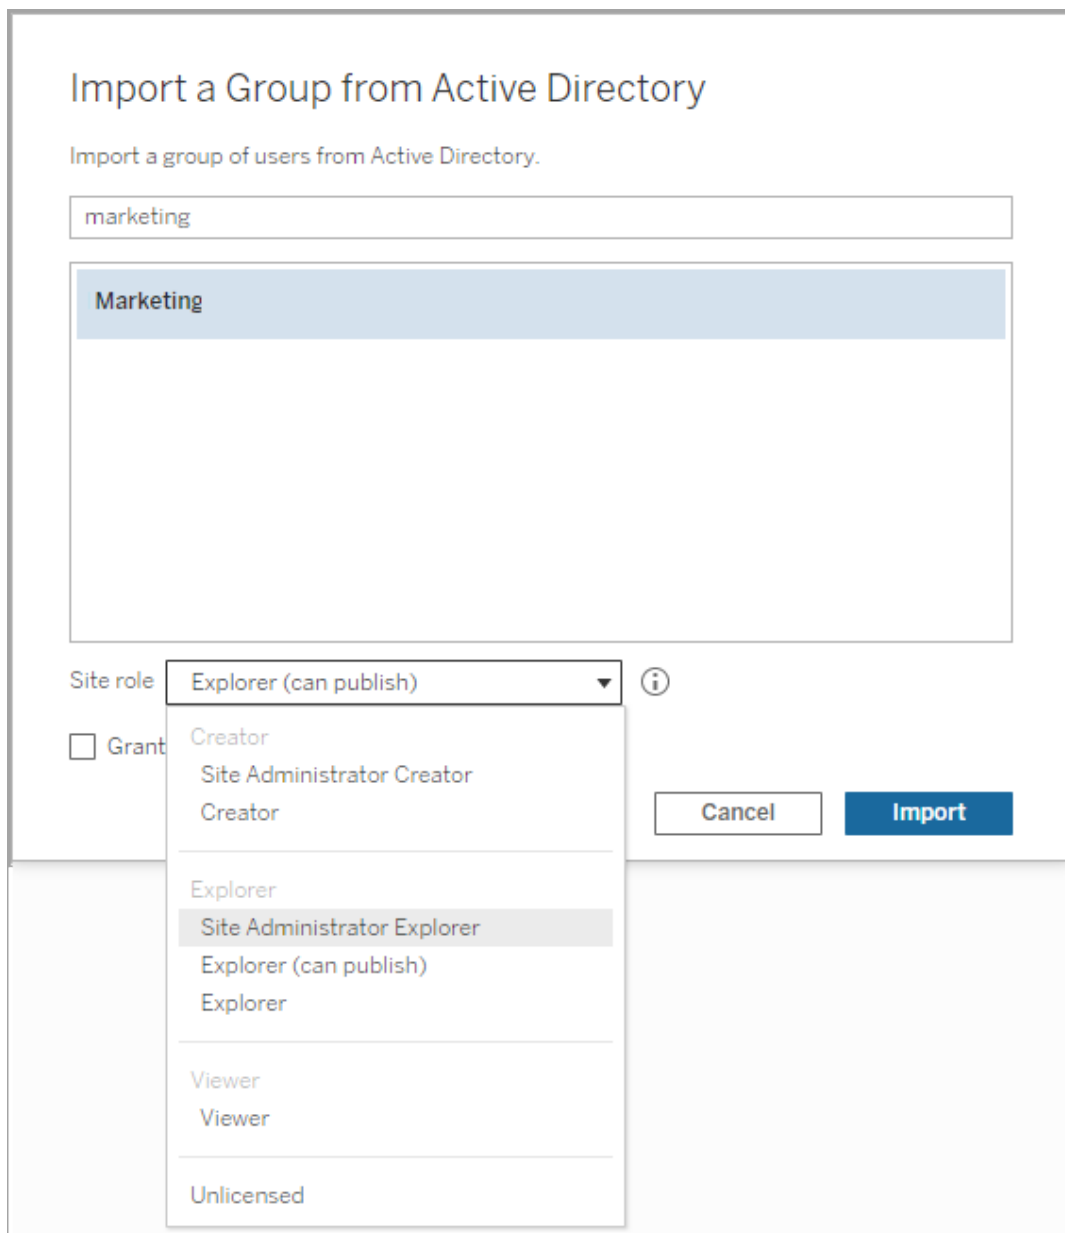 Import a Group from Active Directory
Import a group of users from Active Directory.
marketing
Marketing
Site role
Explorer (can publish)
Grant
Creator
Site Administrator Creator
Creator
Cancel
Import
Explorer
Site Administrator Explorer
Explorer (can publish)
Explorer
Viewer
Viewer
Unlicensed